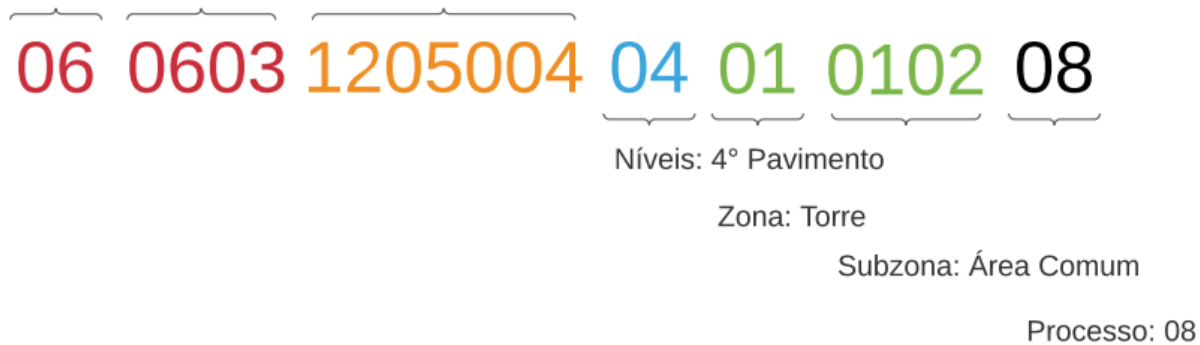 06 0603 1205004 04 01 0102 08
Níveis: 4° Pavimento
Zona: Torre
Subzona: Área Comum
Processo: 08